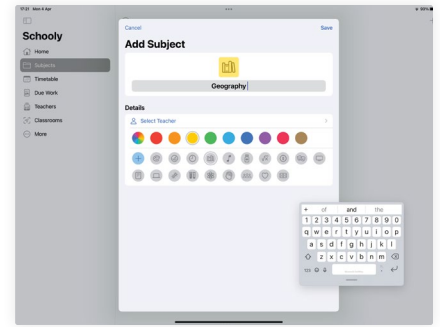 17:21 Mon 4 Apr
99%
Schooly
Home
Subjects
Timetable
Due Work
Teachers
Classrooms
More
Cancel
Save
Add Subject
Geography
Details
Select Teacher
of and the
1 2 3 4 5 6 7 8 9 0
q w e r t y u i o p
a s d f g h j k l
z x c v b n m
123